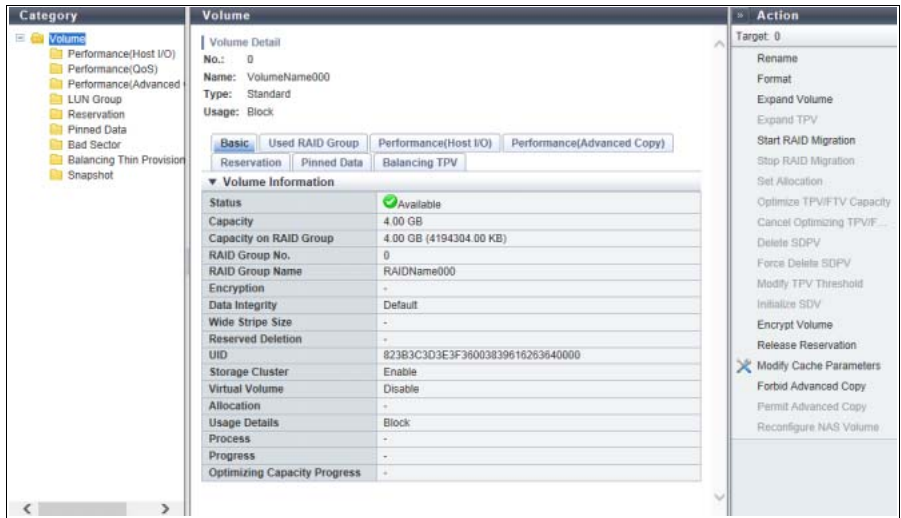 Category
Volume
Performance(Host I/O)
Performance(QoS)
Performance(Advanced
LUN Group
Reservation
Pinned Data
Bad Sector
Balancing Thin Provision
Snapshot
Volume
Volume Detail
No.: 0
Name: VolumeName000
Type: Standard
Usage: Block
Basic Used RAID Group Performance(Host I/O) Performance(Advanced Copy)
Reservation Pinned Data Balancing TPV
▼ Volume Information
Status Available
Capacity 4.00 GB
Capacity on RAID Group 4.00 GB (4194304.00 KB)
RAID Group No. 0
RAID Group Name RAIDName000
Encryption -
Data Integrity Default
Wide Stripe Size -
Reserved Deletion -
UID 823B3C3D3E3F36003839616263640000
Storage Cluster Enable
Virtual Volume Disable
Allocation -
Usage Details Block
Process -
Progress -
Optimizing Capacity Progress -
» Action
Target: 0
Rename
Format
Expand Volume
Expand TPV
Start RAID Migration
Stop RAID Migration
Set Allocation
Optimize TPV/FTV Capacity
Cancel Optimizing TPV/F...
Delete SDPV
Force Delete SDPV
Modify TPV Threshold
Initialize SDV
Encrypt Volume
Release Reservation
Modify Cache Parameters
Forbid Advanced Copy
Permit Advanced Copy
Reconfigure NAS Volume